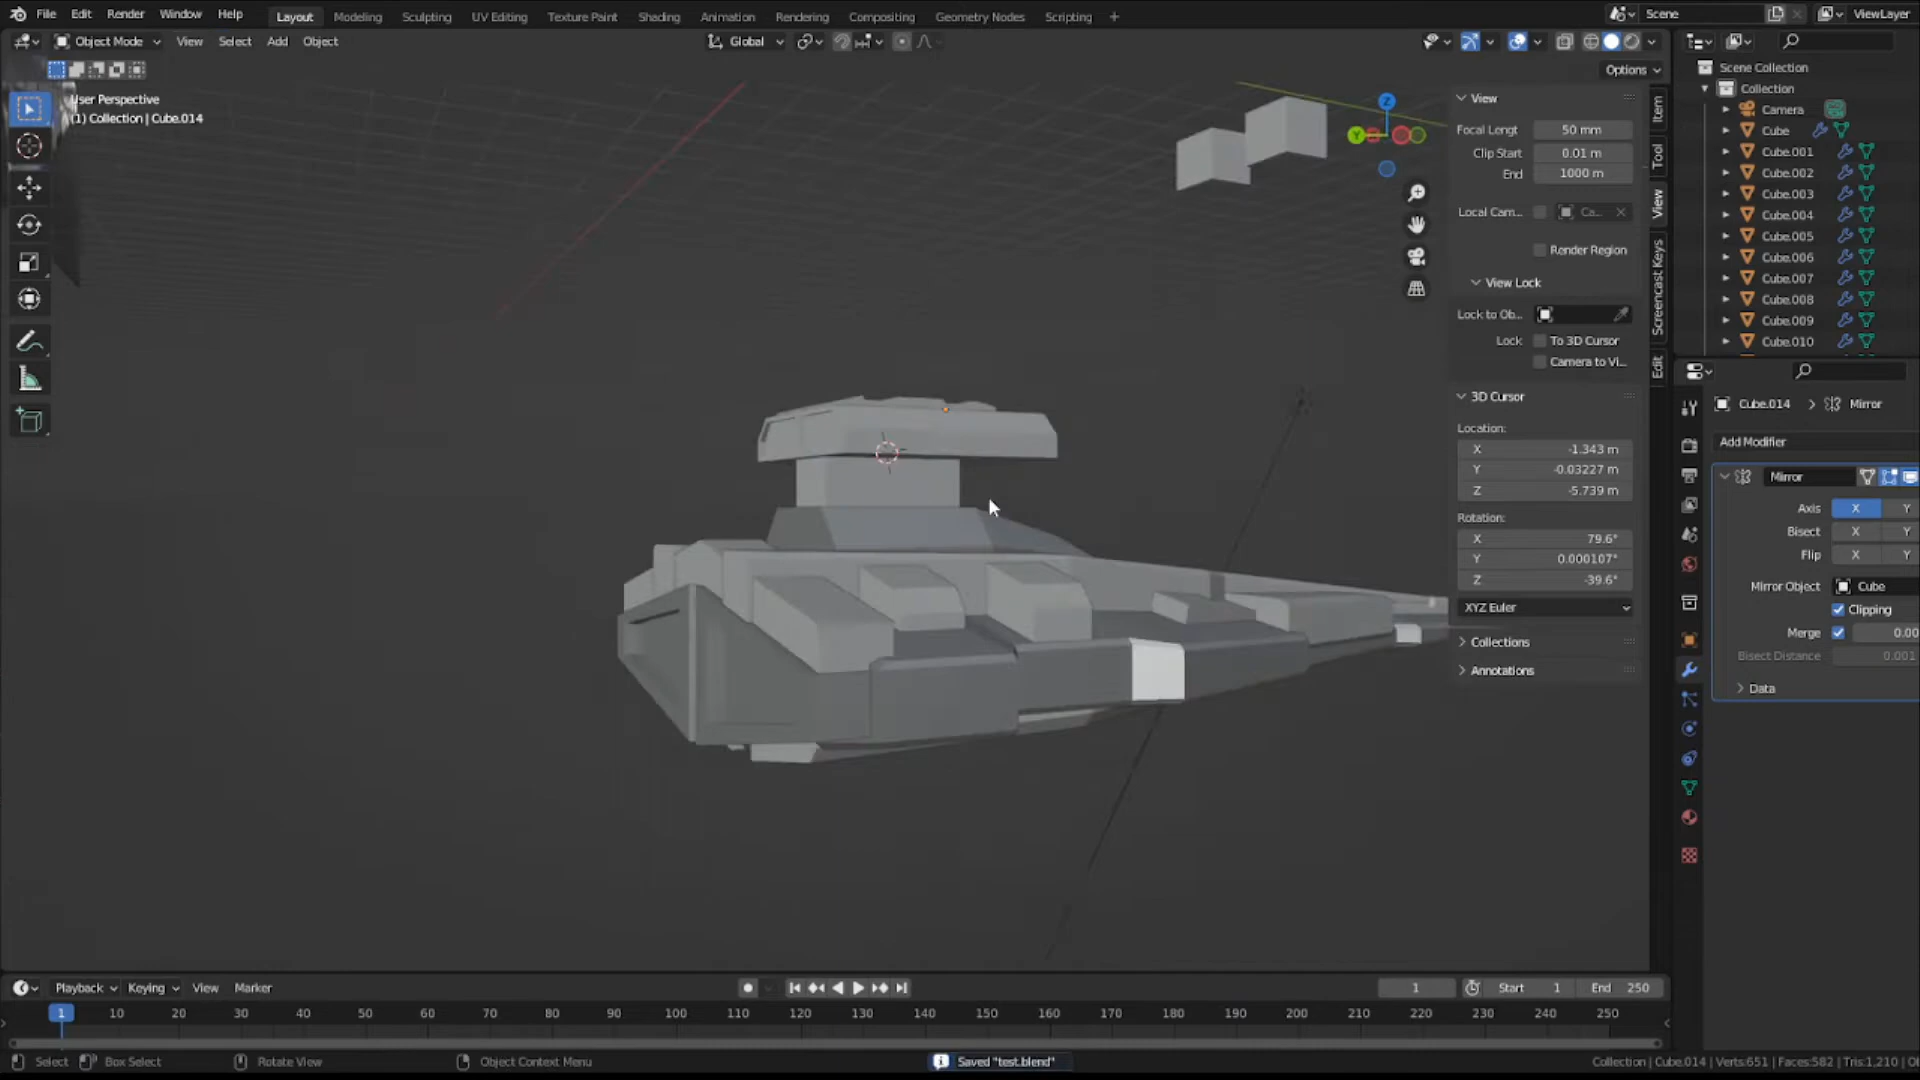 File Edit Render Window Help Layout Modeling Sculpting UV Editing Texture Paint Shading Animation Rendering Compositing Geometry Nodes Scripting + Scene ViewLayer
Object Mode View Select Add Object Global
Options
User Perspective
(1) Collection | Cube.014
Z
Y
View
Focal Lengt 50 mm
Clip Start 0.01 m
End 1000 m
Local Cam... Ca...
Render Region
View Lock
Lock to Ob...
Lock To 3D Cursor
Camera to Vi...
3D Cursor
Location:
X -1.343 m
Y -0.03227 m
Z -5.739 m
Rotation:
X 79.6°
Y 0.000107°
Z -39.6°
XYZ Euler
Collections
Annotations
Item
Tool
View
Screencast Keys
Edit
Scene Collection
Collection
Camera
Cube
Cube.001
Cube.002
Cube.003
Cube.004
Cube.005
Cube.006
Cube.007
Cube.008
Cube.009
Cube.010
Cube.014 Mirror
Add Modifier
Mirror
Axis X Y
Bisect X Y
Flip X Y
Mirror Object Cube
Clipping
Merge 0.00
Bisect Distance 0.001
Data
Playback Keying View Marker 1 Start 1 End 250
1 10 20 30 40 50 60 70 80 90 100 110 120 130 140 150 160 170 180 190 200 210 220 230 240 250
Select Box Select Rotate View Object Context Menu Saved "test.blend" Collection | Cube.014 | Verts:651 | Faces:582 | Tris:1,210 | O